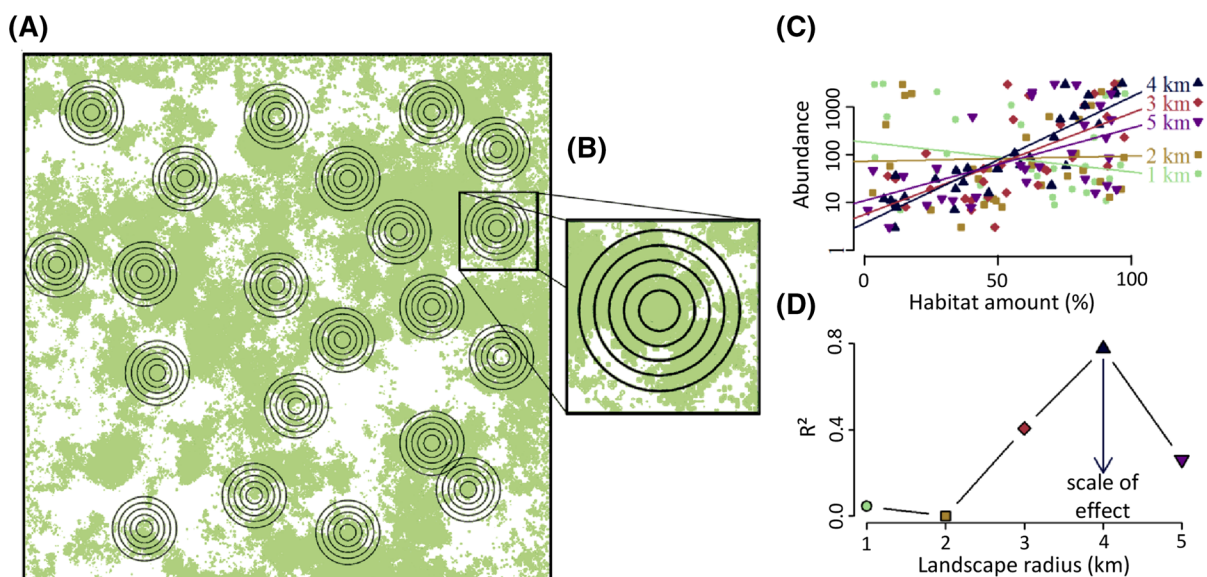 (A)
(B)
(C)
Abundance
1000
100
10
1
0
50
100
Habitat amount (%)
4 km
3 km
5 km
2 km
1 km
(D)
R²
0.8
0.4
0.0
scale of
effect
1
2
3
4
5
Landscape radius (km)